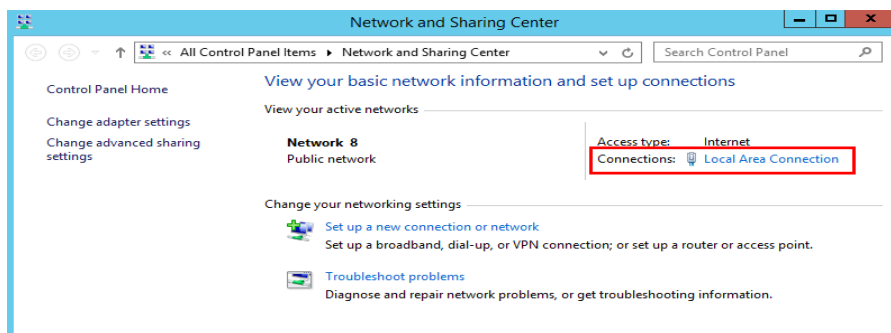 Network and Sharing Center
« All Control Panel Items ▸ Network and Sharing Center
Search Control Panel
Control Panel Home
Change adapter settings
Change advanced sharing
settings
View your basic network information and set up connections
View your active networks
Network 8
Public network
Access type: Internet
Connections: Local Area Connection
Change your networking settings
Set up a new connection or network
Set up a broadband, dial-up, or VPN connection; or set up a router or access point.
Troubleshoot problems
Diagnose and repair network problems, or get troubleshooting information.